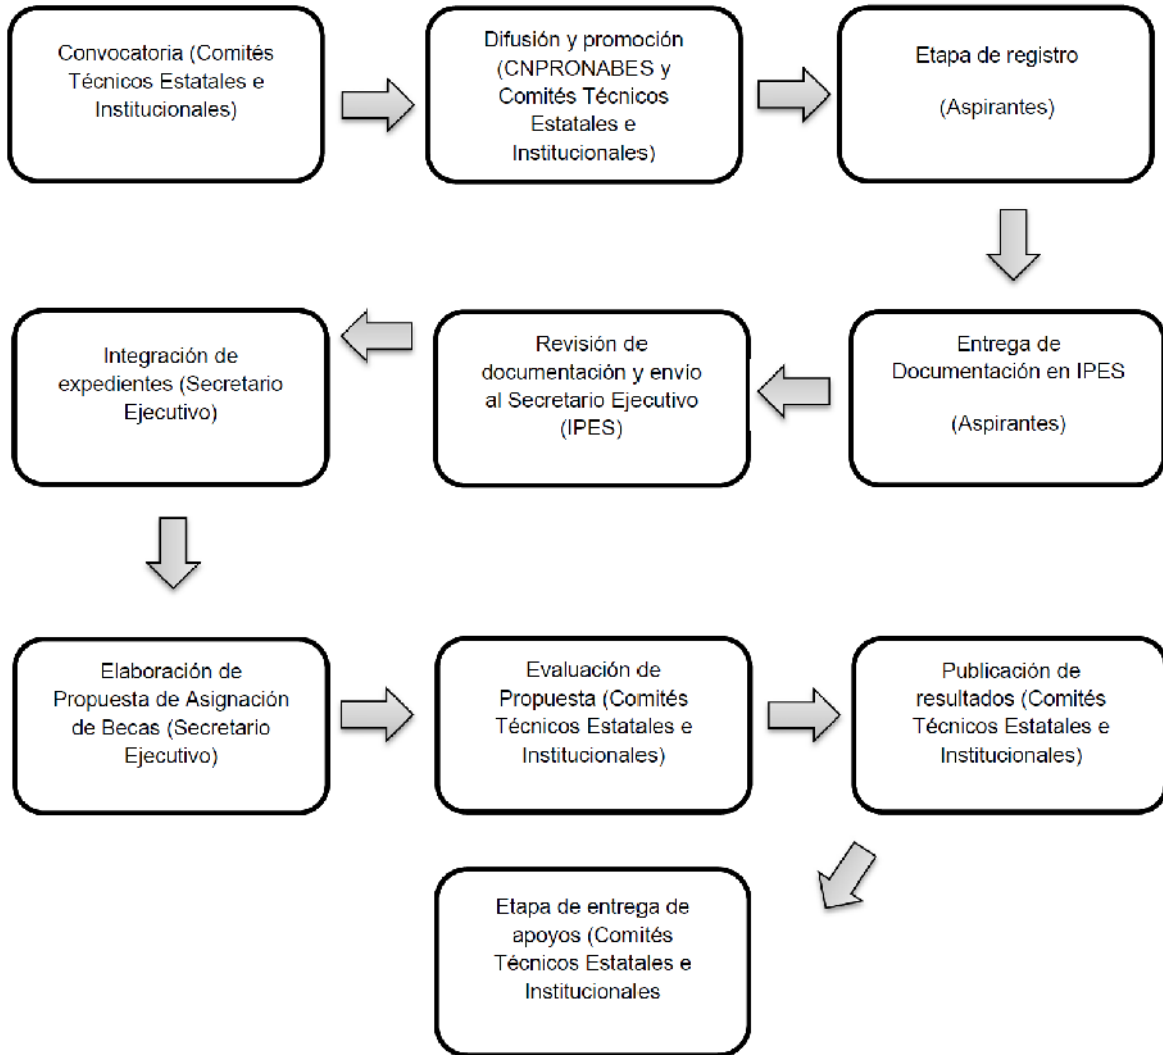 Convocatoria (Comités
Técnicos Estatales e
Institucionales)
Difusión y promoción
(CNPRONABES y
Comités Técnicos
Estatales e
Institucionales)
Etapa de registro
(Aspirantes)
Entrega de
Documentación en IPES
(Aspirantes)
Revisión de
documentación y envío
al Secretario Ejecutivo
(IPES)
Integración de
expedientes (Secretario
Ejecutivo)
Elaboración de
Propuesta de Asignación
de Becas (Secretario
Ejecutivo)
Evaluación de
Propuesta (Comités
Técnicos Estatales e
Institucionales)
Publicación de
resultados (Comités
Técnicos Estatales e
Institucionales)
Etapa de entrega de
apoyos (Comités
Técnicos Estatales e
Institucionales